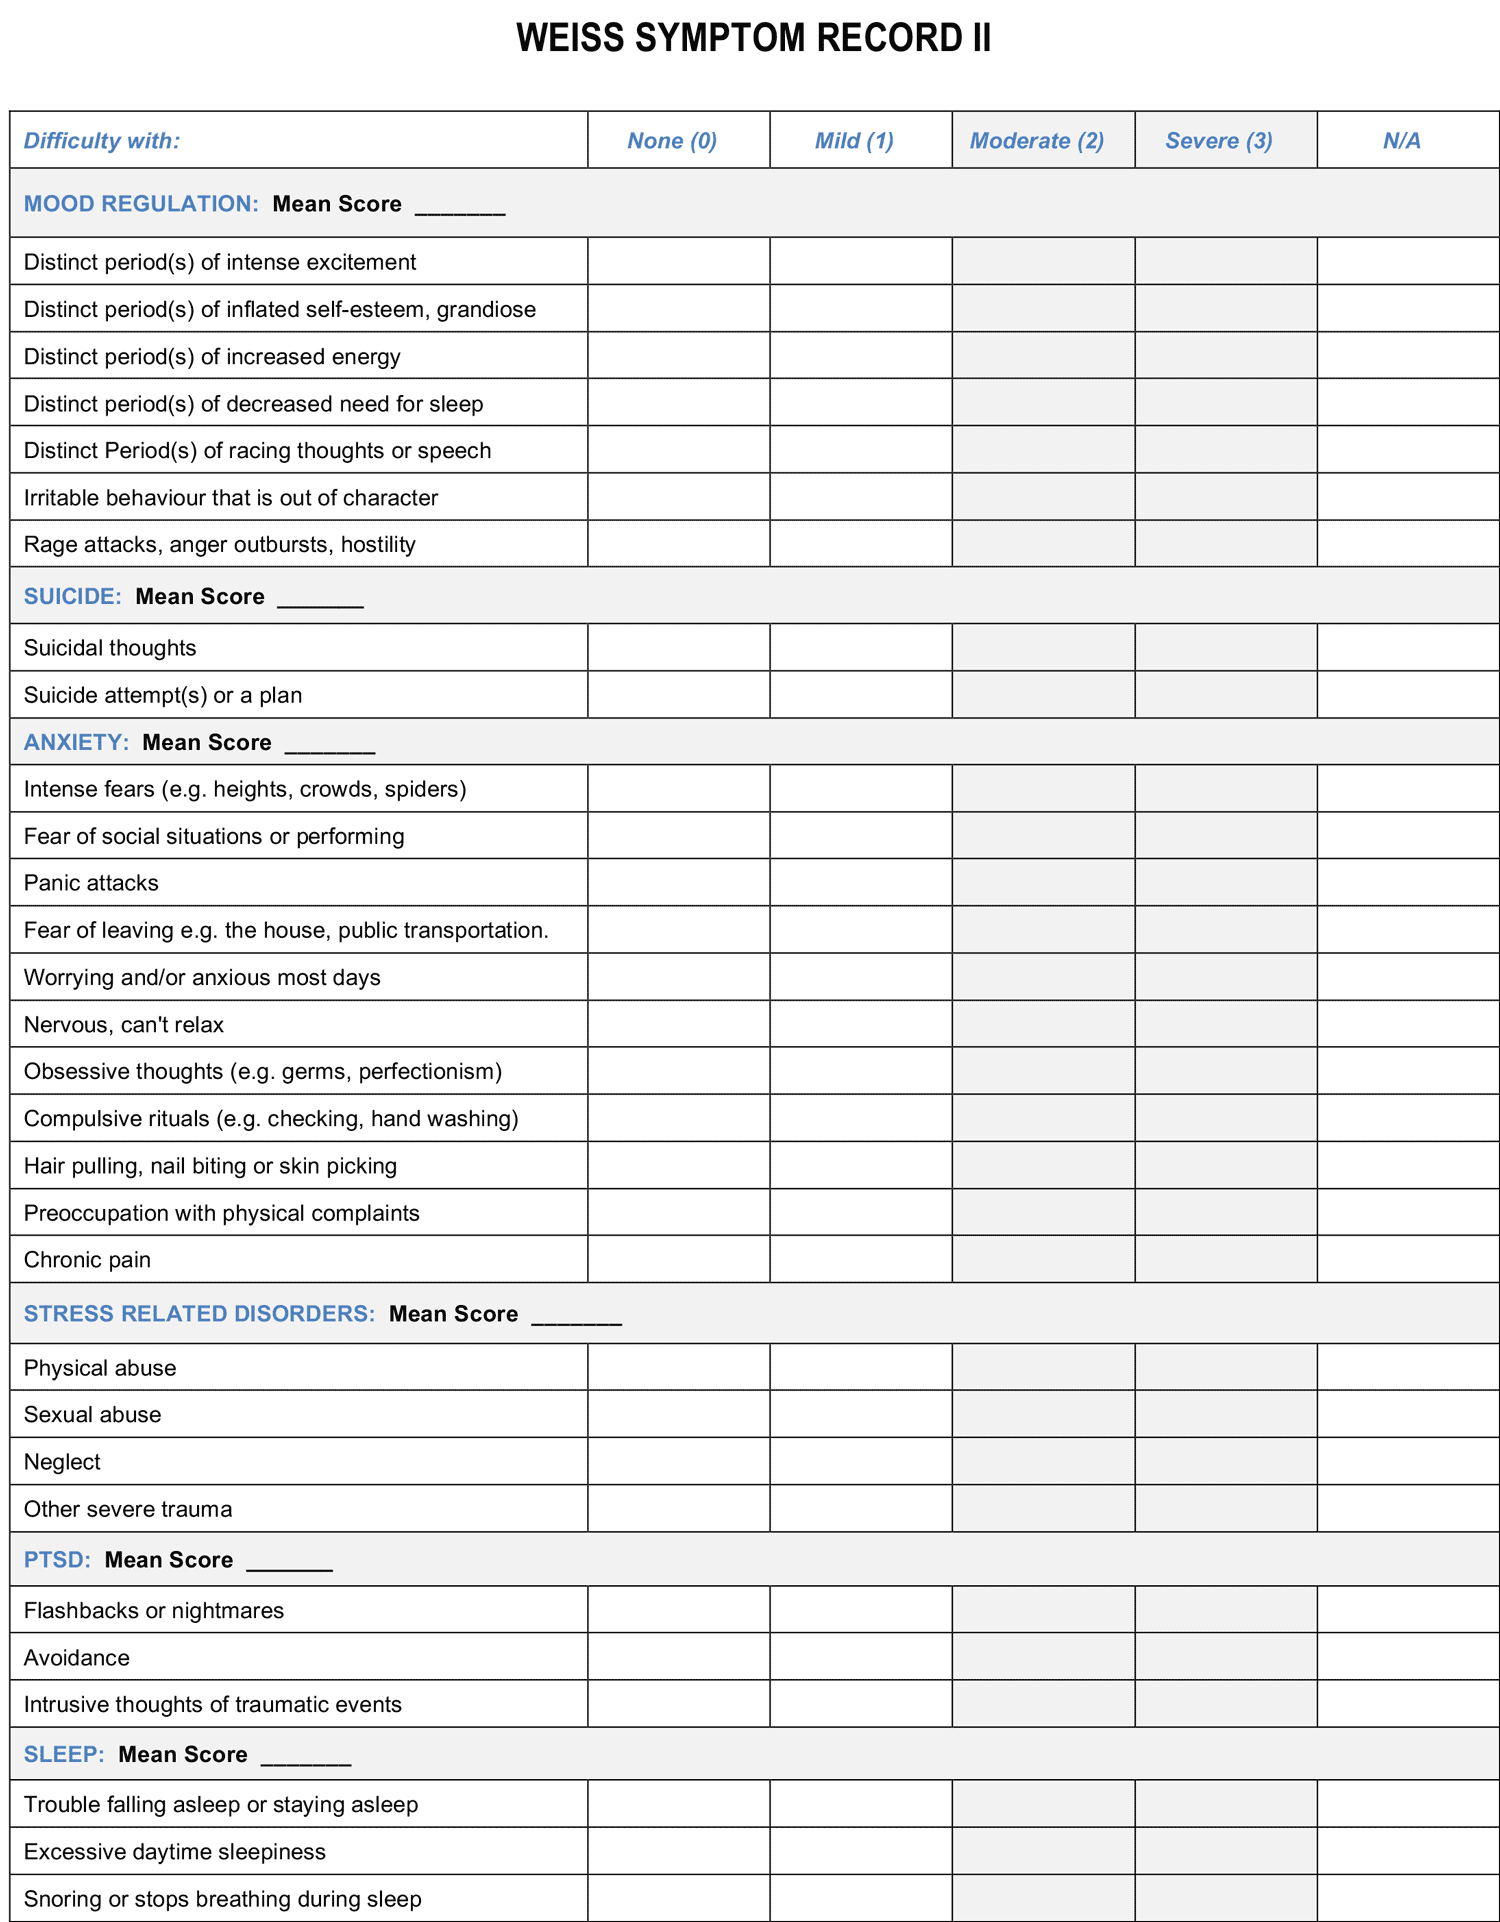 WEISS SYMPTOM RECORD II
Difficulty with: None (0) Mild (1) Moderate (2) Severe (3) N/A
MOOD REGULATION: Mean Score _______
Distinct period(s) of intense excitement
Distinct period(s) of inflated self-esteem, grandiose
Distinct period(s) of increased energy
Distinct period(s) of decreased need for sleep
Distinct Period(s) of racing thoughts or speech
Irritable behaviour that is out of character
Rage attacks, anger outbursts, hostility
SUICIDE: Mean Score _______
Suicidal thoughts
Suicide attempt(s) or a plan
ANXIETY: Mean Score _______
Intense fears (e.g. heights, crowds, spiders)
Fear of social situations or performing
Panic attacks
Fear of leaving e.g. the house, public transportation.
Worrying and/or anxious most days
Nervous, can't relax
Obsessive thoughts (e.g. germs, perfectionism)
Compulsive rituals (e.g. checking, hand washing)
Hair pulling, nail biting or skin picking
Preoccupation with physical complaints
Chronic pain
STRESS RELATED DISORDERS: Mean Score _______
Physical abuse
Sexual abuse
Neglect
Other severe trauma
PTSD: Mean Score _______
Flashbacks or nightmares
Avoidance
Intrusive thoughts of traumatic events
SLEEP: Mean Score _______
Trouble falling asleep or staying asleep
Excessive daytime sleepiness
Snoring or stops breathing during sleep